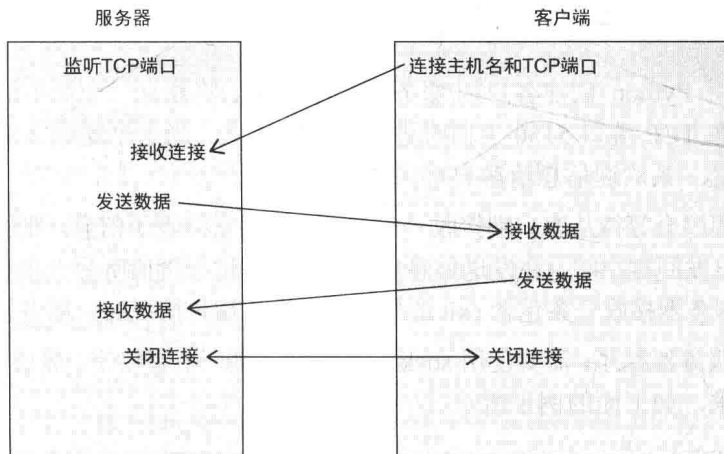 服务器
客户端
监听TCP端口
连接主机名和TCP端口
接收连接
发送数据
接收数据
发送数据
接收数据
关闭连接
关闭连接